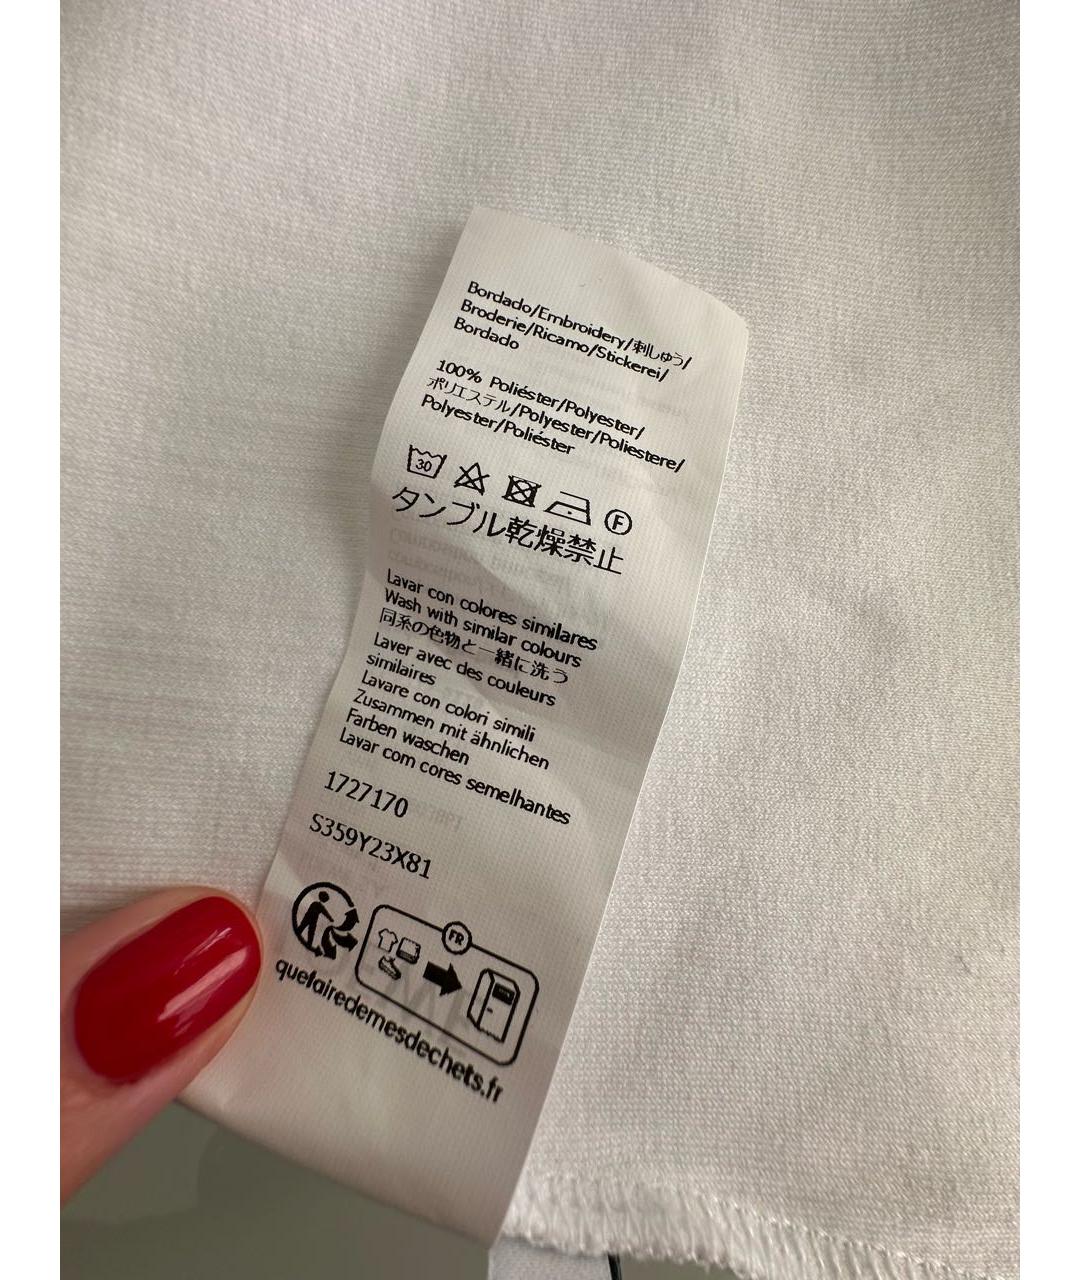 Bordado/Embroidery/刺しゅう/
Broderie/Ricamo/Stickerei/
Bordado
100% Poliéster/Polyester/
ポリエステル/Polyester/Poliestere/
Polyester/Poliéster
30
F
タンブル乾燥禁止
Lavar con colores similares
Wash with similar colours
同系の色物と一緒に洗う
Laver avec des couleurs
similaires
Lavare con colori simili
Zusammen mit ähnlichen
Farben waschen
Lavar com cores semelhantes
1727170
S359Y23X81
FR
quefairedemesdechets.fr